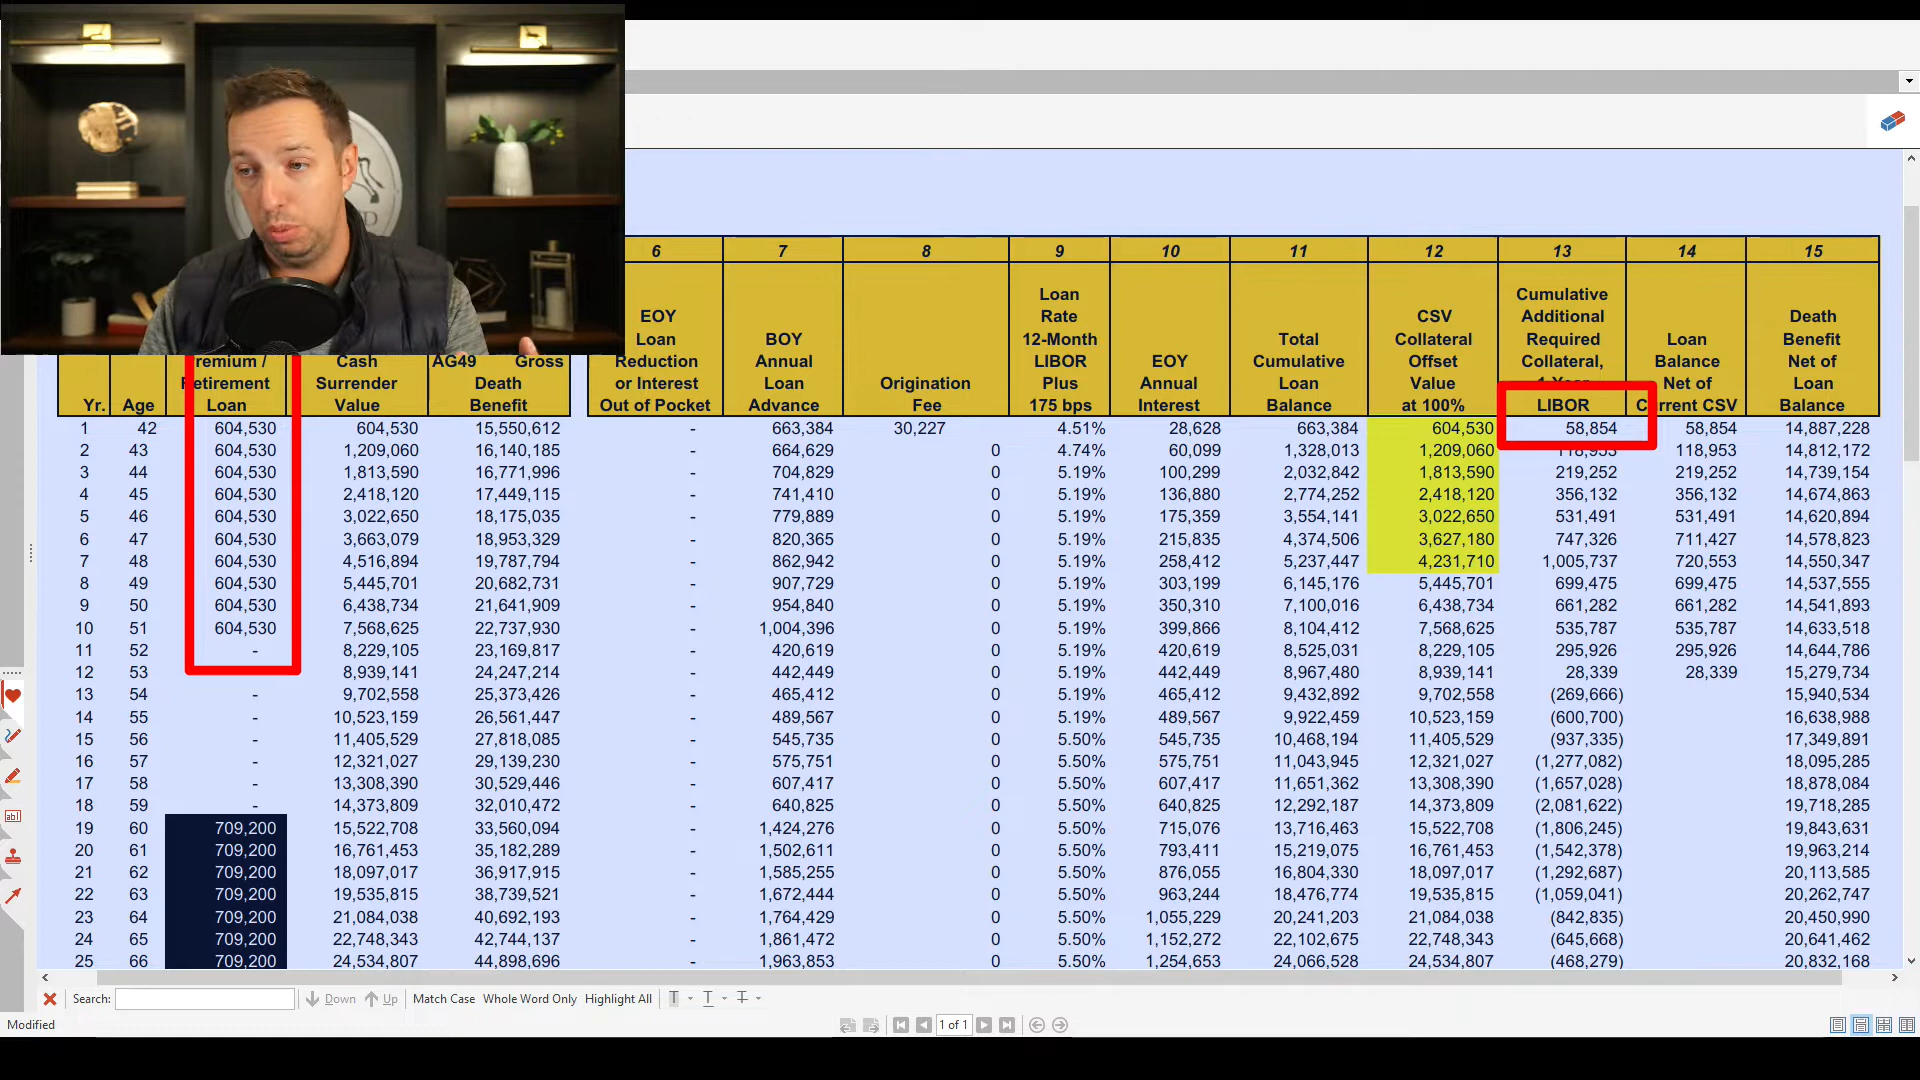 6 7 8 9 10 11 12 13 14 15
EOY Loan Reduction or Interest Out of Pocket
BOY Annual Loan Advance
Origination Fee
Loan Rate 12-Month LIBOR Plus 175 bps
EOY Annual Interest
Total Cumulative Loan Balance
CSV Collateral Offset Value at 100%
Cumulative Additional Required Collateral,
LIBOR
Loan Balance Net of Current CSV
Death Benefit Net of Loan Balance
Yr. Age
remium / Retirement Loan
Cash Surrender Value
AG49 Gross Death Benefit
1 42 604,530 604,530 15,550,612 - 663,384 30,227 4.51% 28,628 663,384 604,530 58,854 58,854 14,887,228
2 43 604,530 1,209,060 16,140,185 - 664,629 0 4.74% 60,099 1,328,013 1,209,060 118,953 118,953 14,812,172
3 44 604,530 1,813,590 16,771,996 - 704,829 0 5.19% 100,299 2,032,842 1,813,590 219,252 219,252 14,739,154
4 45 604,530 2,418,120 17,449,115 - 741,410 0 5.19% 136,880 2,774,252 2,418,120 356,132 356,132 14,674,863
5 46 604,530 3,022,650 18,175,035 - 779,889 0 5.19% 175,359 3,554,141 3,022,650 531,491 531,491 14,620,894
6 47 604,530 3,663,079 18,953,329 - 820,365 0 5.19% 215,835 4,374,506 3,627,180 747,326 711,427 14,578,823
7 48 604,530 4,516,894 19,787,794 - 862,942 0 5.19% 258,412 5,237,447 4,231,710 1,005,737 720,553 14,550,347
8 49 604,530 5,445,701 20,682,731 - 907,729 0 5.19% 303,199 6,145,176 5,445,701 699,475 699,475 14,537,555
9 50 604,530 6,438,734 21,641,909 - 954,840 0 5.19% 350,310 7,100,016 6,438,734 661,282 661,282 14,541,893
10 51 604,530 7,568,625 22,737,930 - 1,004,396 0 5.19% 399,866 8,104,412 7,568,625 535,787 535,787 14,633,518
11 52 - 8,229,105 23,169,817 - 420,619 0 5.19% 420,619 8,525,031 8,229,105 295,926 295,926 14,644,786
12 53 - 8,939,141 24,247,214 - 442,449 0 5.19% 442,449 8,967,480 8,939,141 28,339 28,339 15,279,734
13 54 - 9,702,558 25,373,426 - 465,412 0 5.19% 465,412 9,432,892 9,702,558 (269,666) 15,940,534
14 55 - 10,523,159 26,561,447 - 489,567 0 5.19% 489,567 9,922,459 10,523,159 (600,700) 16,638,988
15 56 - 11,405,529 27,818,085 - 545,735 0 5.50% 545,735 10,468,194 11,405,529 (937,335) 17,349,891
16 57 - 12,321,027 29,139,230 - 575,751 0 5.50% 575,751 11,043,945 12,321,027 (1,277,082) 18,095,285
17 58 - 13,308,390 30,529,446 - 607,417 0 5.50% 607,417 11,651,362 13,308,390 (1,657,028) 18,878,084
18 59 - 14,373,809 32,010,472 - 640,825 0 5.50% 640,825 12,292,187 14,373,809 (2,081,622) 19,718,285
19 60 709,200 15,522,708 33,560,094 - 1,424,276 0 5.50% 715,076 13,716,463 15,522,708 (1,806,245) 19,843,631
20 61 709,200 16,761,453 35,182,289 - 1,502,611 0 5.50% 793,411 15,219,075 16,761,453 (1,542,378) 19,963,214
21 62 709,200 18,097,017 36,917,915 - 1,585,255 0 5.50% 876,055 16,804,330 18,097,017 (1,292,687) 20,113,585
22 63 709,200 19,535,815 38,739,521 - 1,672,444 0 5.50% 963,244 18,476,774 19,535,815 (1,059,041) 20,262,747
23 64 709,200 21,084,038 40,692,193 - 1,764,429 0 5.50% 1,055,229 20,241,203 21,084,038 (842,835) 20,450,990
24 65 709,200 22,748,343 42,744,137 - 1,861,472 0 5.50% 1,152,272 22,102,675 22,748,343 (645,668) 20,641,462
25 66 709,200 24,534,807 44,898,696 - 1,963,853 0 5.50% 1,254,653 24,066,528 24,534,807 (468,279) 20,832,168
Search: Down Up Match Case Whole Word Only Highlight All
Modified
1 of 1